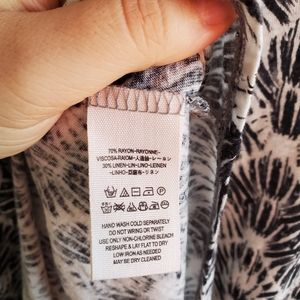 70% RAYON-RAYONNE-
VISCOSA-RAION-人造絲-レーヨン
30% LINEN-LIN-LINO-LEINEN
-LINHO-亞麻布-リネン
HAND WASH COLD SEPARATELY
DO NOT WRING OR TWIST
USE ONLY NON-CHLORINE BLEACH
RESHAPE & LAY FLAT TO DRY
LOW IRON AS NEEDED
MAY BE DRY CLEANED